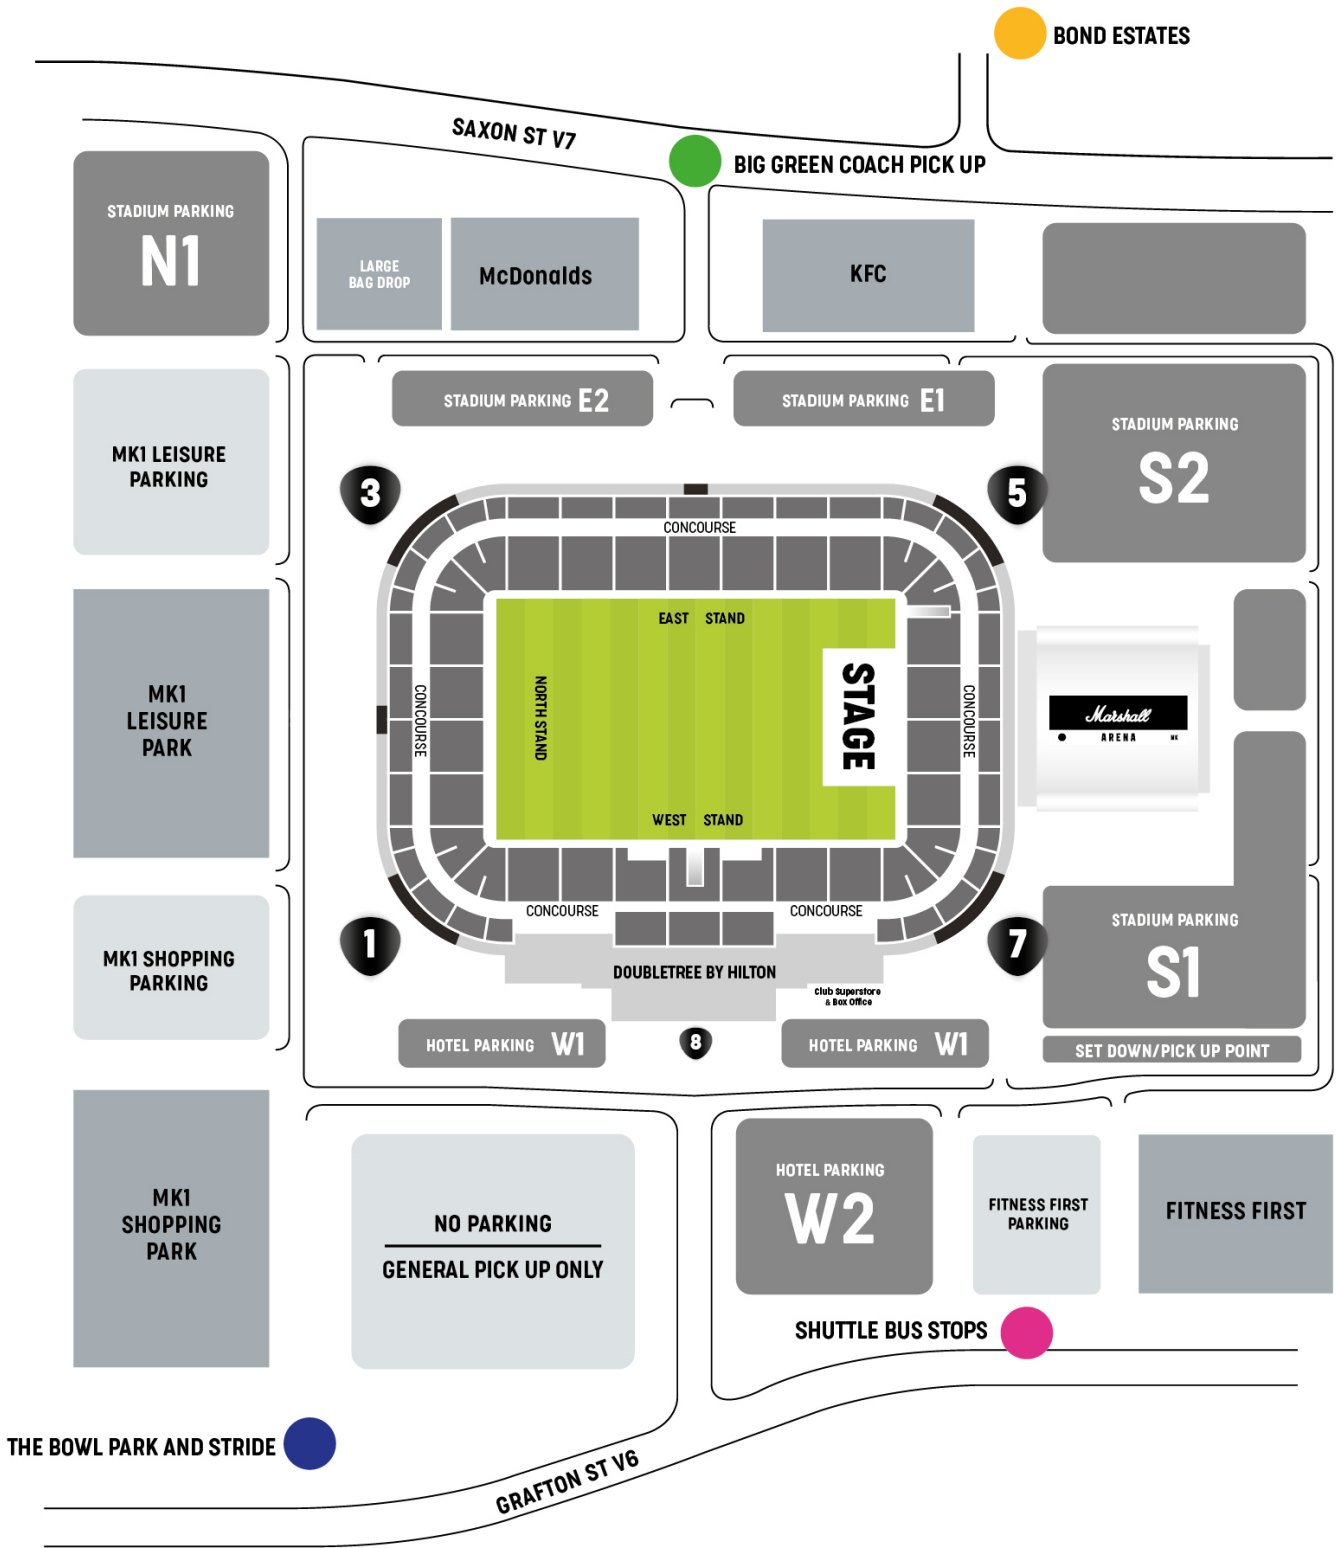 BOND ESTATES
SAXON ST V7
BIG GREEN COACH PICK UP
STADIUM PARKING
N1
LARGE
BAG DROP
McDonalds
KFC
STADIUM PARKING E2
STADIUM PARKING E1
STADIUM PARKING
S2
MK1 LEISURE
PARKING
3
5
CONCOURSE
EAST STAND
NORTH STAND
STAGE
WEST STAND
CONCOURSE
CONCOURSE
Marshall
ARENA MK
MK1
LEISURE
PARK
CONCOURSE
CONCOURSE
1
7
MK1 SHOPPING
PARKING
DOUBLETREE BY HILTON
Club Superstore
& Box Office
STADIUM PARKING
S1
HOTEL PARKING W1
8
HOTEL PARKING W1
SET DOWN/PICK UP POINT
MK1
SHOPPING
PARK
NO PARKING
GENERAL PICK UP ONLY
HOTEL PARKING
W2
FITNESS FIRST
PARKING
FITNESS FIRST
SHUTTLE BUS STOPS
THE BOWL PARK AND STRIDE
GRAFTON ST V6